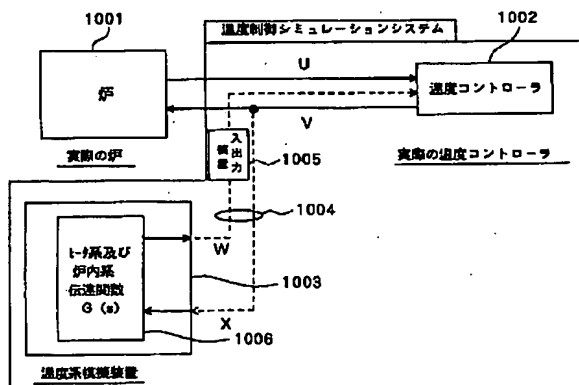 1001
温度制御シミュレーションシステム
1002
炉
U
温度コントローラ
V
実際の炉
入出力
装置
1005
実際の温度コントローラ
1004
ヒータ系及び
炉内系
伝達関数
G (s)
W
1003
X
1006
温度系模擬装置